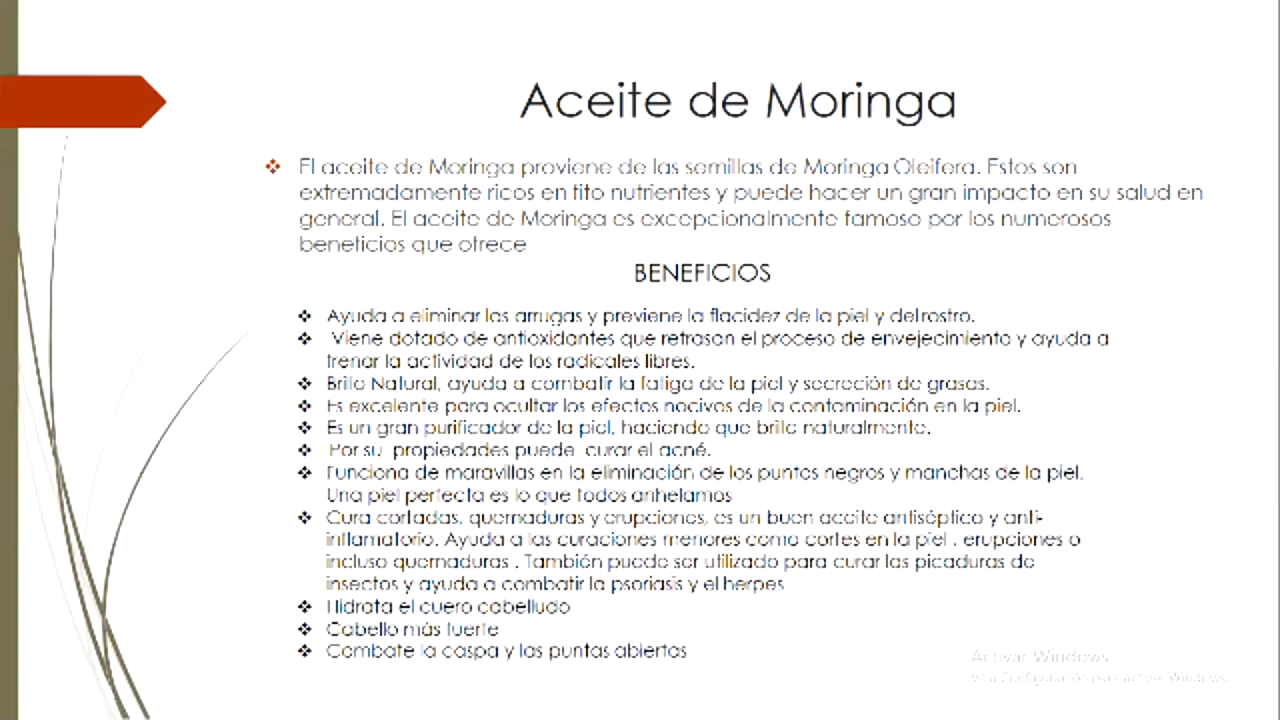 Aceite de Moringa
❖ El aceite de Moringa proviene de las semillas de Moringa Oleifera. Estos son
extremadamente ricos en fito nutrientes y puede hacer un gran impacto en su salud en
general. El aceite de Moringa es excepcionalmente famoso por los numerosos
beneficios que ofrece
BENEFICIOS
❖ Ayuda a eliminar las arrugas y previene la flacidez de la piel y del rostro.
❖ Viene dotado de antioxidantes que retrasan el proceso de envejecimiento y ayuda a
frenar la actividad de los radicales libres.
❖ Brillo Natural, ayuda a combatir la fatiga de la piel y secreción de grasas.
❖ Es excelente para ocultar los efectos nocivos de la contaminación en la piel.
❖ Es un gran purificador de la piel, haciendo que brille naturalmente.
❖ Por su propiedades puede curar el acné.
❖ Funciona de maravillas en la eliminación de los puntos negros y manchas de la piel.
Una piel perfecta es lo que todos anhelamos
❖ Cura cortadas, quemaduras y erupciones, es un buen aceite antiséptico y anti-
inflamatorio. Ayuda a las curaciones menores como cortes en la piel , erupciones o
incluso quemaduras . También puede ser utilizado para curar las picaduras de
insectos y ayuda a combatir la psoriasis y el herpes
❖ Hidrata el cuero cabelludo
❖ Cabello más fuerte
❖ Combate la caspa y las puntas abiertas
Activar Windows
Ve a Configuración para activar Windows.